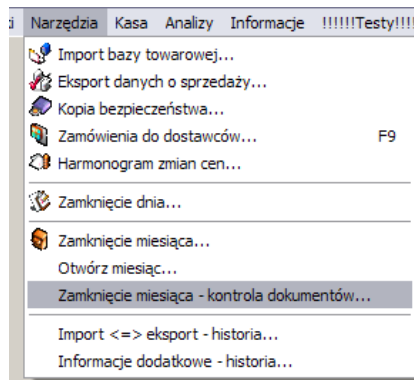 Narzędzia Kasa Analizy Informacje !!!!!!Testy!!!!
Import bazy towarowej...
Eksport danych o sprzedaży...
Kopia bezpieczeństwa...
Zamówienia do dostawców... F9
Harmonogram zmian cen...
Zamknięcie dnia...
Zamknięcie miesiąca...
Otwórz miesiąc...
Zamknięcie miesiąca - kontrola dokumentów...
Import <=> eksport - historia...
Informacje dodatkowe - historia...